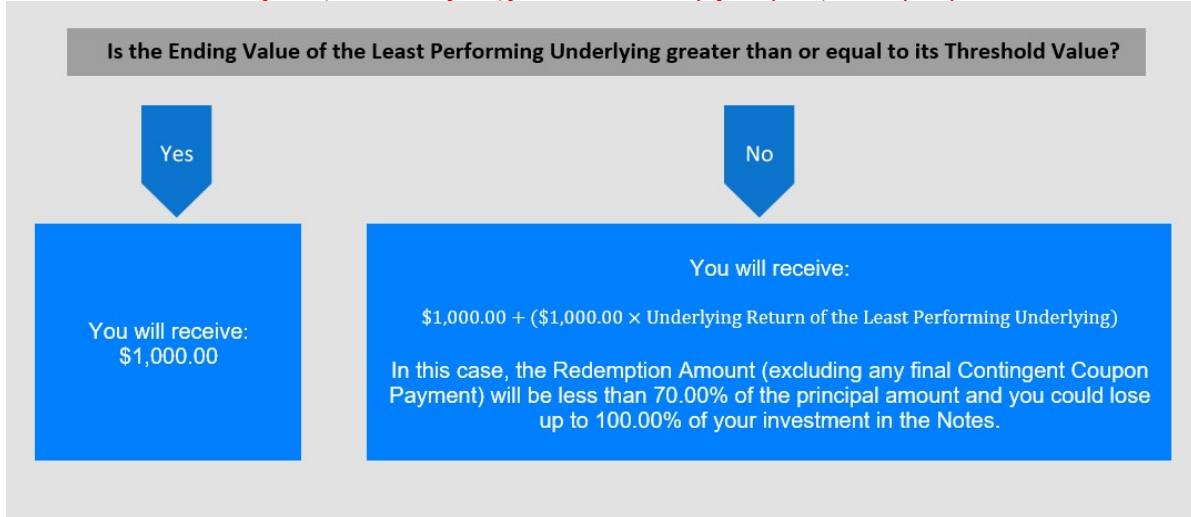 Is the Ending Value of the Least Performing Underlying greater than or equal to its Threshold Value?
Yes
No
You will receive:
$1,000.00
You will receive:
$1,000.00 + ($1,000.00 × Underlying Return of the Least Performing Underlying)
In this case, the Redemption Amount (excluding any final Contingent Coupon
Payment) will be less than 70.00% of the principal amount and you could lose
up to 100.00% of your investment in the Notes.